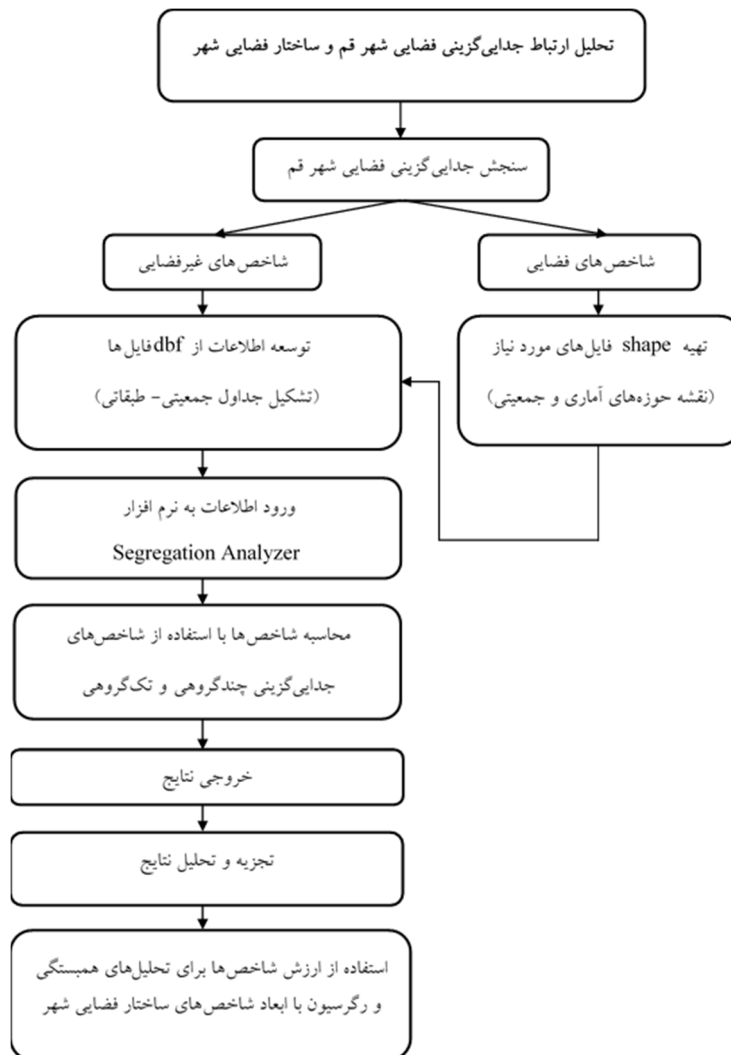 تحلیل ارتباط جدایی‌گزینی فضایی شهر قم و ساختار فضایی شهر
سنجش جدایی‌گزینی فضایی شهر قم
شاخص‌های فضایی
شاخص‌های غیرفضایی
تهیه shape فایل‌های مورد نیاز
(نقشه حوزه‌های آماری و جمعیتی)
توسعه اطلاعات از dbf فایل‌ها
(تشکیل جداول جمعیتی- طبقاتی)
ورود اطلاعات به نرم افزار
Segregation Analyzer
محاسبه شاخص‌ها با استفاده از شاخص‌های
جدایی‌گزینی چندگروهی و تک‌گروهی
خروجی نتایج
تجزیه و تحلیل نتایج
استفاده از ارزش شاخص‌ها برای تحلیل‌های همبستگی
و رگرسیون با ابعاد شاخص‌های ساختار فضایی شهر